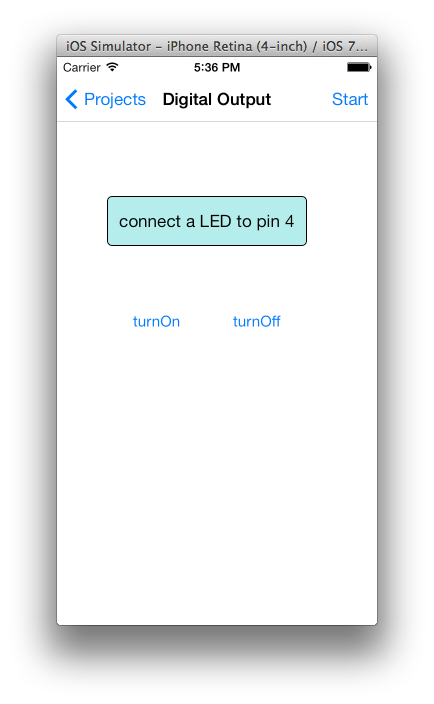 iOS Simulator - iPhone Retina (4-inch) / iOS 7...
Carrier 5:36 PM
Projects Digital Output Start
connect a LED to pin 4
turnOn turnOff